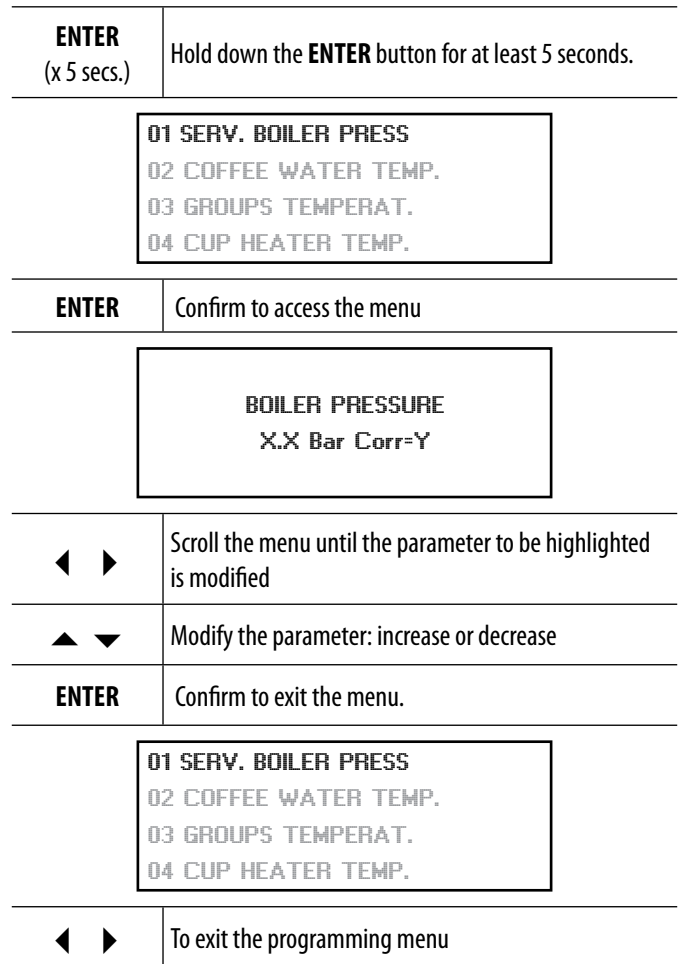 ENTER
(x 5 secs.)
Hold down the ENTER button for at least 5 seconds.
01 SERV. BOILER PRESS
02 COFFEE WATER TEMP.
03 GROUPS TEMPERAT.
04 CUP HEATER TEMP.
ENTER
Confirm to access the menu
BOILER PRESSURE
X.X Bar Corr=Y
Scroll the menu until the parameter to be highlighted
is modified
Modify the parameter: increase or decrease
ENTER
Confirm to exit the menu.
01 SERV. BOILER PRESS
02 COFFEE WATER TEMP.
03 GROUPS TEMPERAT.
04 CUP HEATER TEMP.
To exit the programming menu